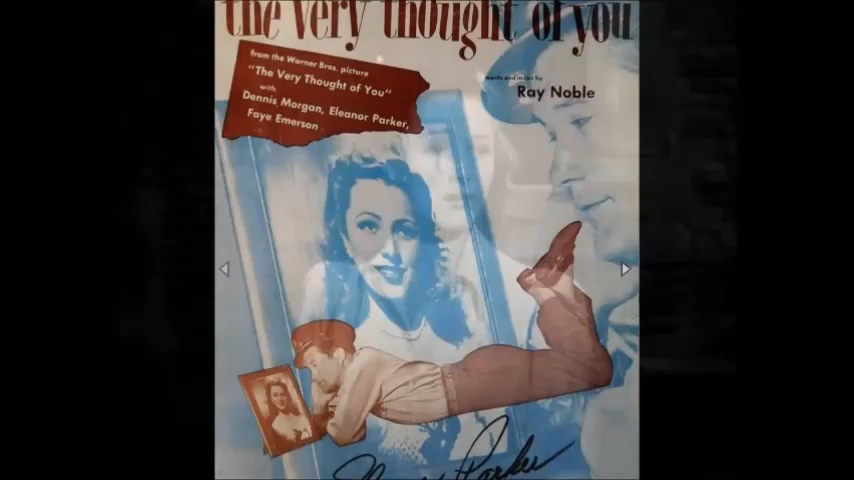 the very thought of you
from the Warner Bros. picture
"The Very Thought of You"
with
Dennis Morgan, Eleanor Parker,
Faye Emerson
words and music by
Ray Noble
Parker